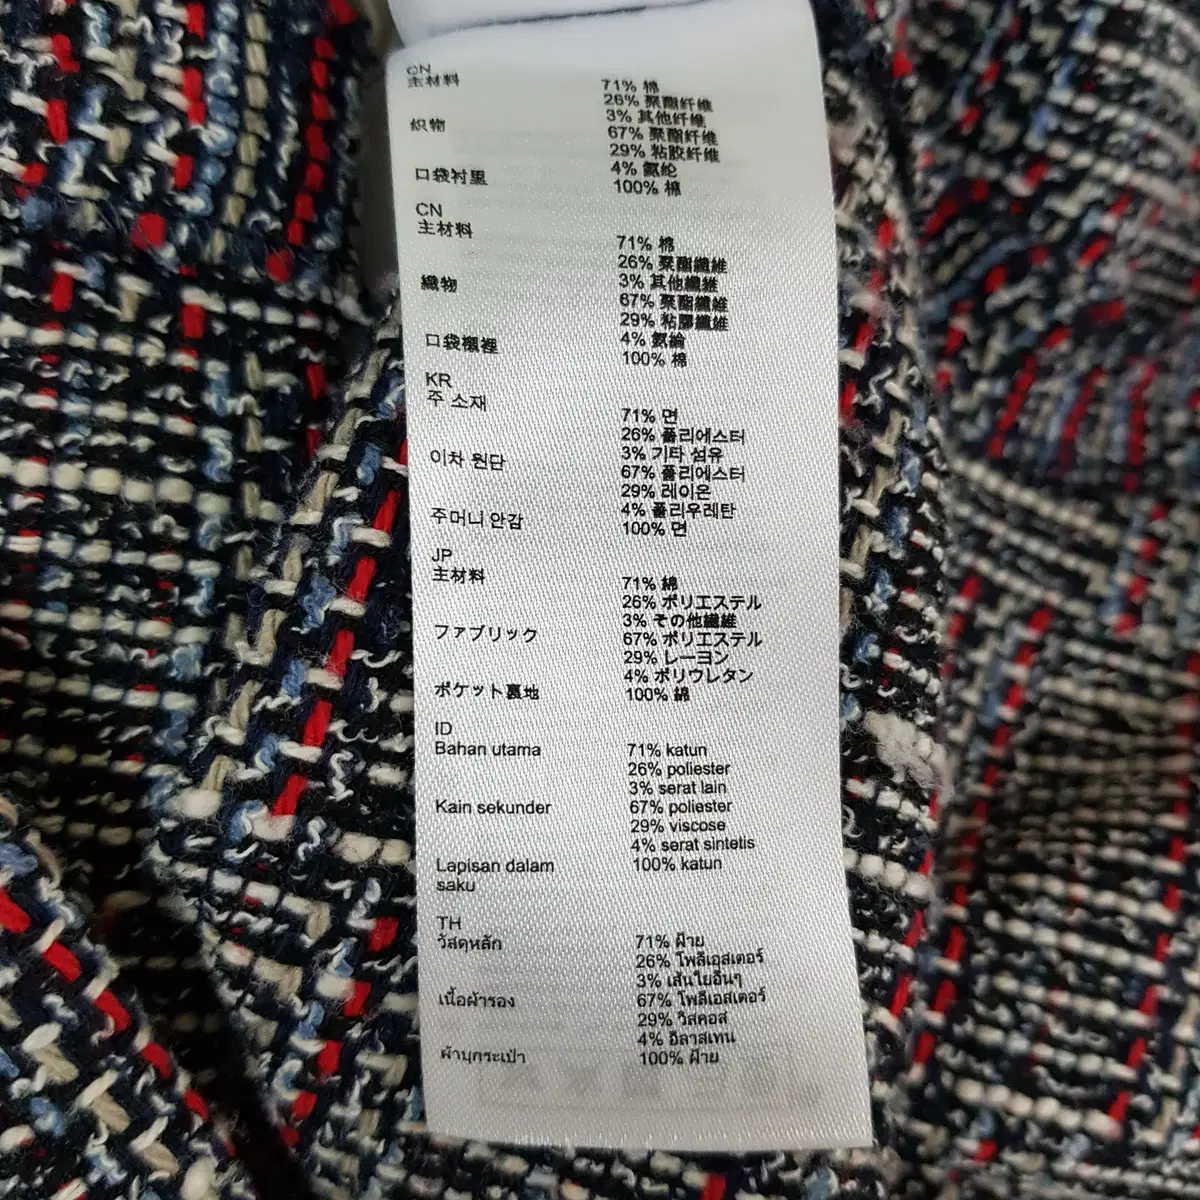 CN
主材料 71% 棉
26% 聚酯纤维
3% 其他纤维
织物 67% 聚酯纤维
29% 粘胶纤维
4% 氨纶
口袋衬里 100% 棉
CN
主材料 71% 棉
26% 聚酯纖維
3% 其他纖維
織物 67% 聚酯纖維
29% 粘膠纖維
4% 氨綸
口袋襯裡 100% 棉
KR
주 소재 71% 면
26% 폴리에스터
3% 기타 섬유
이차 원단 67% 폴리에스터
29% 레이온
4% 폴리우레탄
주머니 안감 100% 면
JP
主材料 71% 綿
26% ポリエステル
3% その他繊維
ファブリック 67% ポリエステル
29% レーヨン
4% ポリウレタン
ポケット裏地 100% 綿
ID
Bahan utama 71% katun
26% poliester
3% serat lain
Kain sekunder 67% poliester
29% viscose
4% serat sintetis
Lapisan dalam 100% katun
saku
TH
วัสดุหลัก 71% ฝ้าย
26% โพลีเอสเตอร์
3% เส้นใยอื่นๆ
เนื้อผ้ารอง 67% โพลีเอสเตอร์
29% วิสคอส
4% อีลาสเทน
ผ้าบุกระเป๋า 100% ฝ้าย